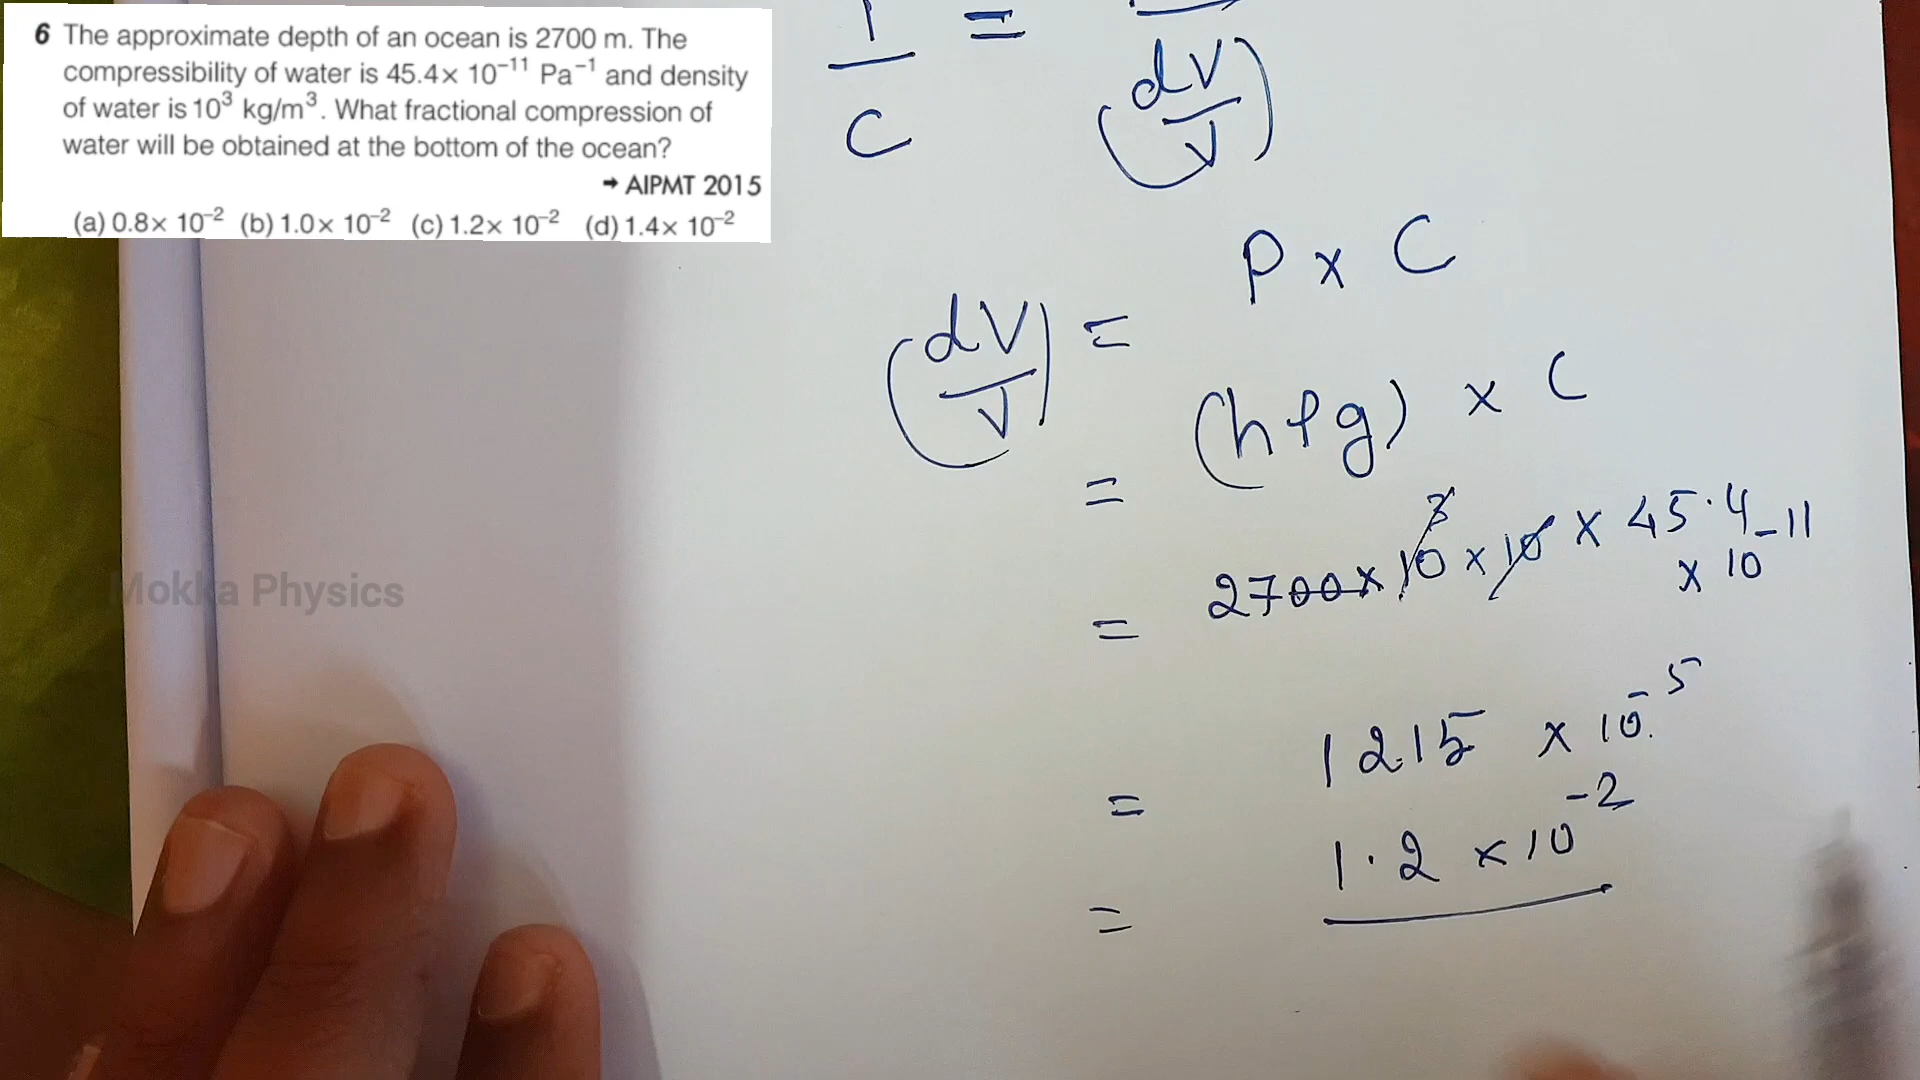 6 The approximate depth of an ocean is 2700 m. The
compressibility of water is 45.4× 10⁻¹¹ Pa⁻¹ and density
of water is 10³ kg/m³. What fractional compression of
water will be obtained at the bottom of the ocean?
→ AIPMT 2015
(a) 0.8× 10⁻² (b) 1.0× 10⁻² (c) 1.2× 10⁻² (d) 1.4× 10⁻²
1/C = /(dV/V)
(dV/V) = P × C
= (hρg) × C
= 2700 × 10³ × 10 × 45.4 × 10⁻¹¹
= 1215 × 10⁻⁵
= 1.2 × 10⁻²
Mokka Physics